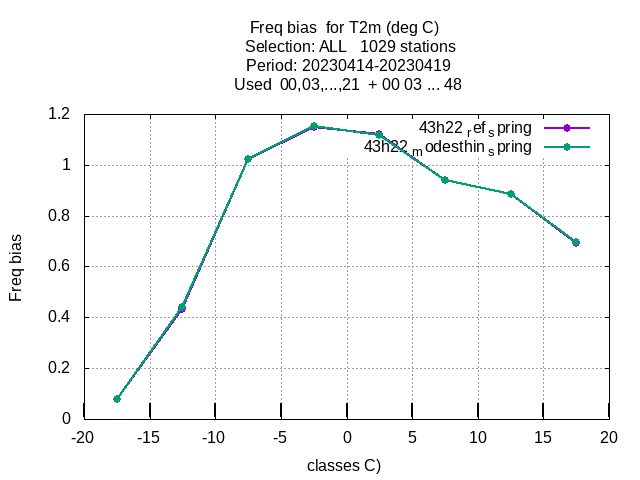 Freq bias  for T2m (deg C)
Selection: ALL   1029 stations
Period: 20230414-20230419
Used  00,03,...,21  + 00 03 ... 48
43h22_ref_spring
43h22_modesthin_spring
1.2
1
0.8
0.6
0.4
0.2
0
Freq bias
-20 -15 -10 -5 0 5 10 15 20
classes C)